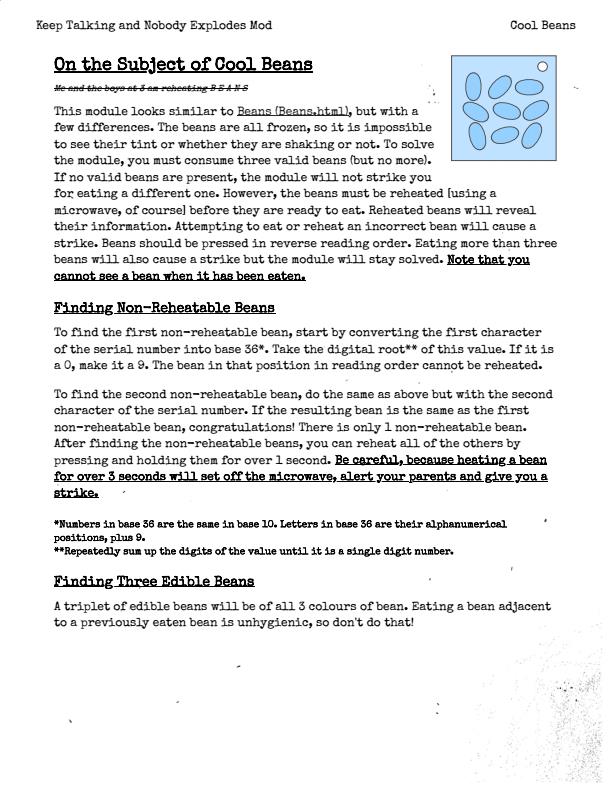 Keep Talking and Nobody Explodes Mod
Cool Beans
On the Subject of Cool Beans
Me and the boys at 3 am reheating B E A N S
This module looks similar to Beans (Beans.html), but with a
few differences. The beans are all frozen, so it is impossible
to see their tint or whether they are shaking or not. To solve
the module, you must consume three valid beans (but no more).
If no valid beans are present, the module will not strike you
for eating a different one. However, the beans must be reheated [using a
microwave, of course] before they are ready to eat. Reheated beans will reveal
their information. Attempting to eat or reheat an incorrect bean will cause a
strike. Beans should be pressed in reverse reading order. Eating more than three
beans will also cause a strike but the module will stay solved. Note that you
cannot see a bean when it has been eaten.
Finding Non-Reheatable Beans
To find the first non-reheatable bean, start by converting the first character
of the serial number into base 36*. Take the digital root** of this value. If it is
a 0, make it a 9. The bean in that position in reading order cannot be reheated.
To find the second non-reheatable bean, do the same as above but with the second
character of the serial number. If the resulting bean is the same as the first
non-reheatable bean, congratulations! There is only 1 non-reheatable bean.
After finding the non-reheatable beans, you can reheat all of the others by
pressing and holding them for over 1 second. Be careful, because heating a bean
for over 3 seconds will set off the microwave, alert your parents and give you a
strike.
*Numbers in base 36 are the same in base 10. Letters in base 36 are their alphanumerical
positions, plus 9.
**Repeatedly sum up the digits of the value until it is a single digit number.
Finding Three Edible Beans
A triplet of edible beans will be of all 3 colours of bean. Eating a bean adjacent
to a previously eaten bean is unhygienic, so don't do that!